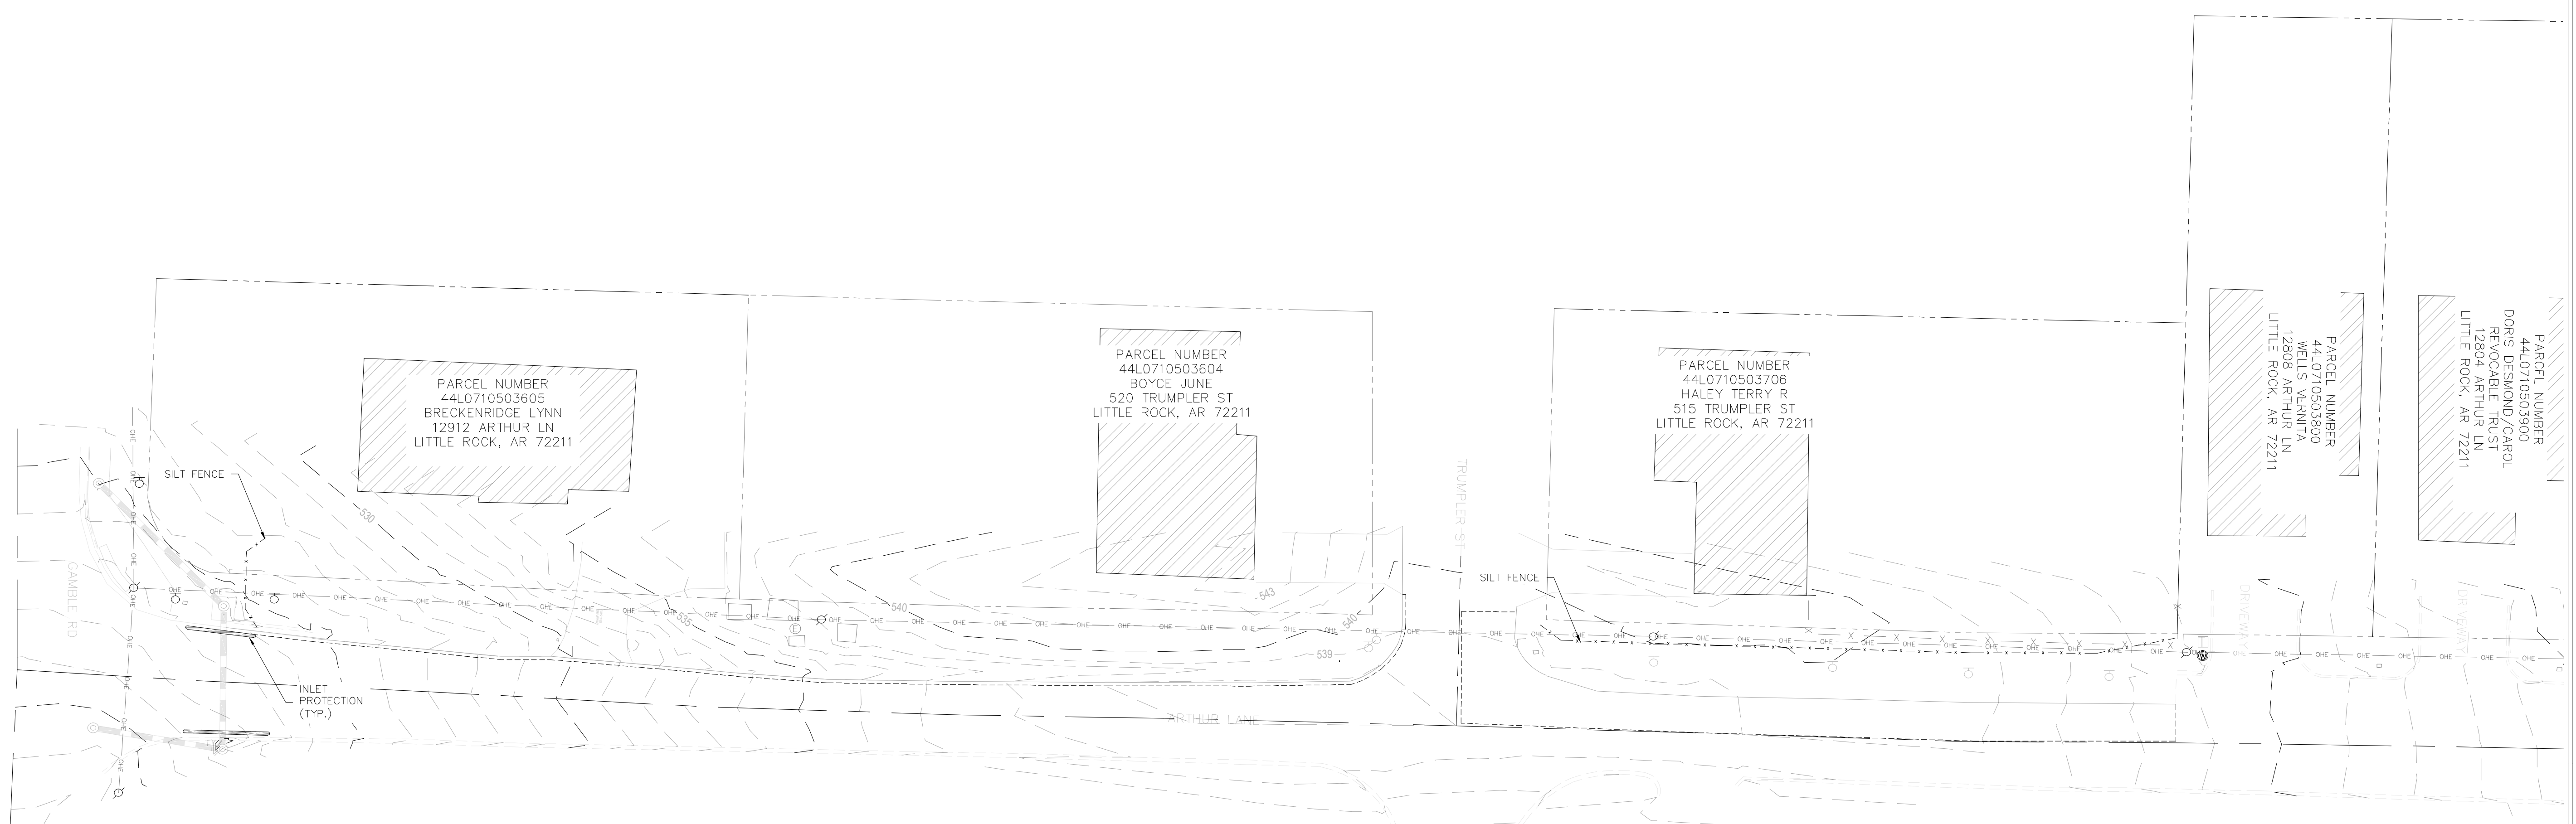 PARCEL NUMBER
44L0710503605
BRECKENRIDGE LYNN
12912 ARTHUR LN
LITTLE ROCK, AR 72211
PARCEL NUMBER
44L0710503604
BOYCE JUNE
520 TRUMPLER ST
LITTLE ROCK, AR 72211
PARCEL NUMBER
44L0710503706
HALEY TERRY R
515 TRUMPLER ST
LITTLE ROCK, AR 72211
PARCEL NUMBER
44L0710503800
WELLS VERNITA
12808 ARTHUR LN
LITTLE ROCK, AR 72211
PARCEL NUMBER
44L0710503900
DORIS DESMOND/CAROL
REVOCABLE TRUST
12804 ARTHUR LN
LITTLE ROCK, AR 72211
SILT FENCE
530
GAMBLE RD
535
540
543
540
539
TRUMPLER ST
SILT FENCE
DRIVEWAY
DRIVEWAY
INLET
PROTECTION
(TYP.)
ARTHUR LANE
OHE
E
W